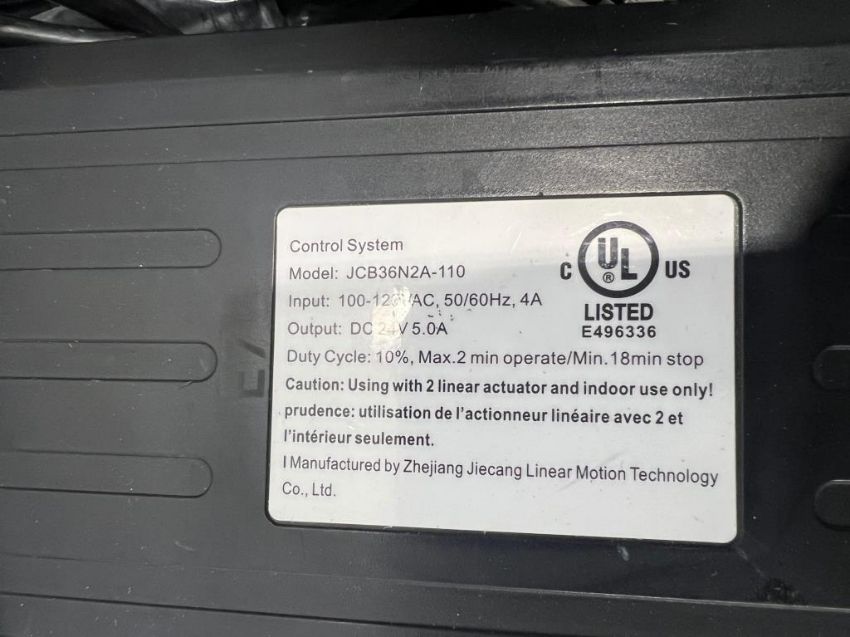 Control System
Model: JCB36N2A-110
Input: 100-12 VAC, 50/60Hz, 4A
Output: DC 24V 5.0A
Duty Cycle: 10%, Max.2 min operate/Min.18min stop
Caution: Using with 2 linear actuator and indoor use only!
prudence: utilisation de l'actionneur linéaire avec 2 et
l'intérieur seulement.
I Manufactured by Zhejiang Jiecang Linear Motion Technology
Co., Ltd.
C UL US
®
LISTED
E496336